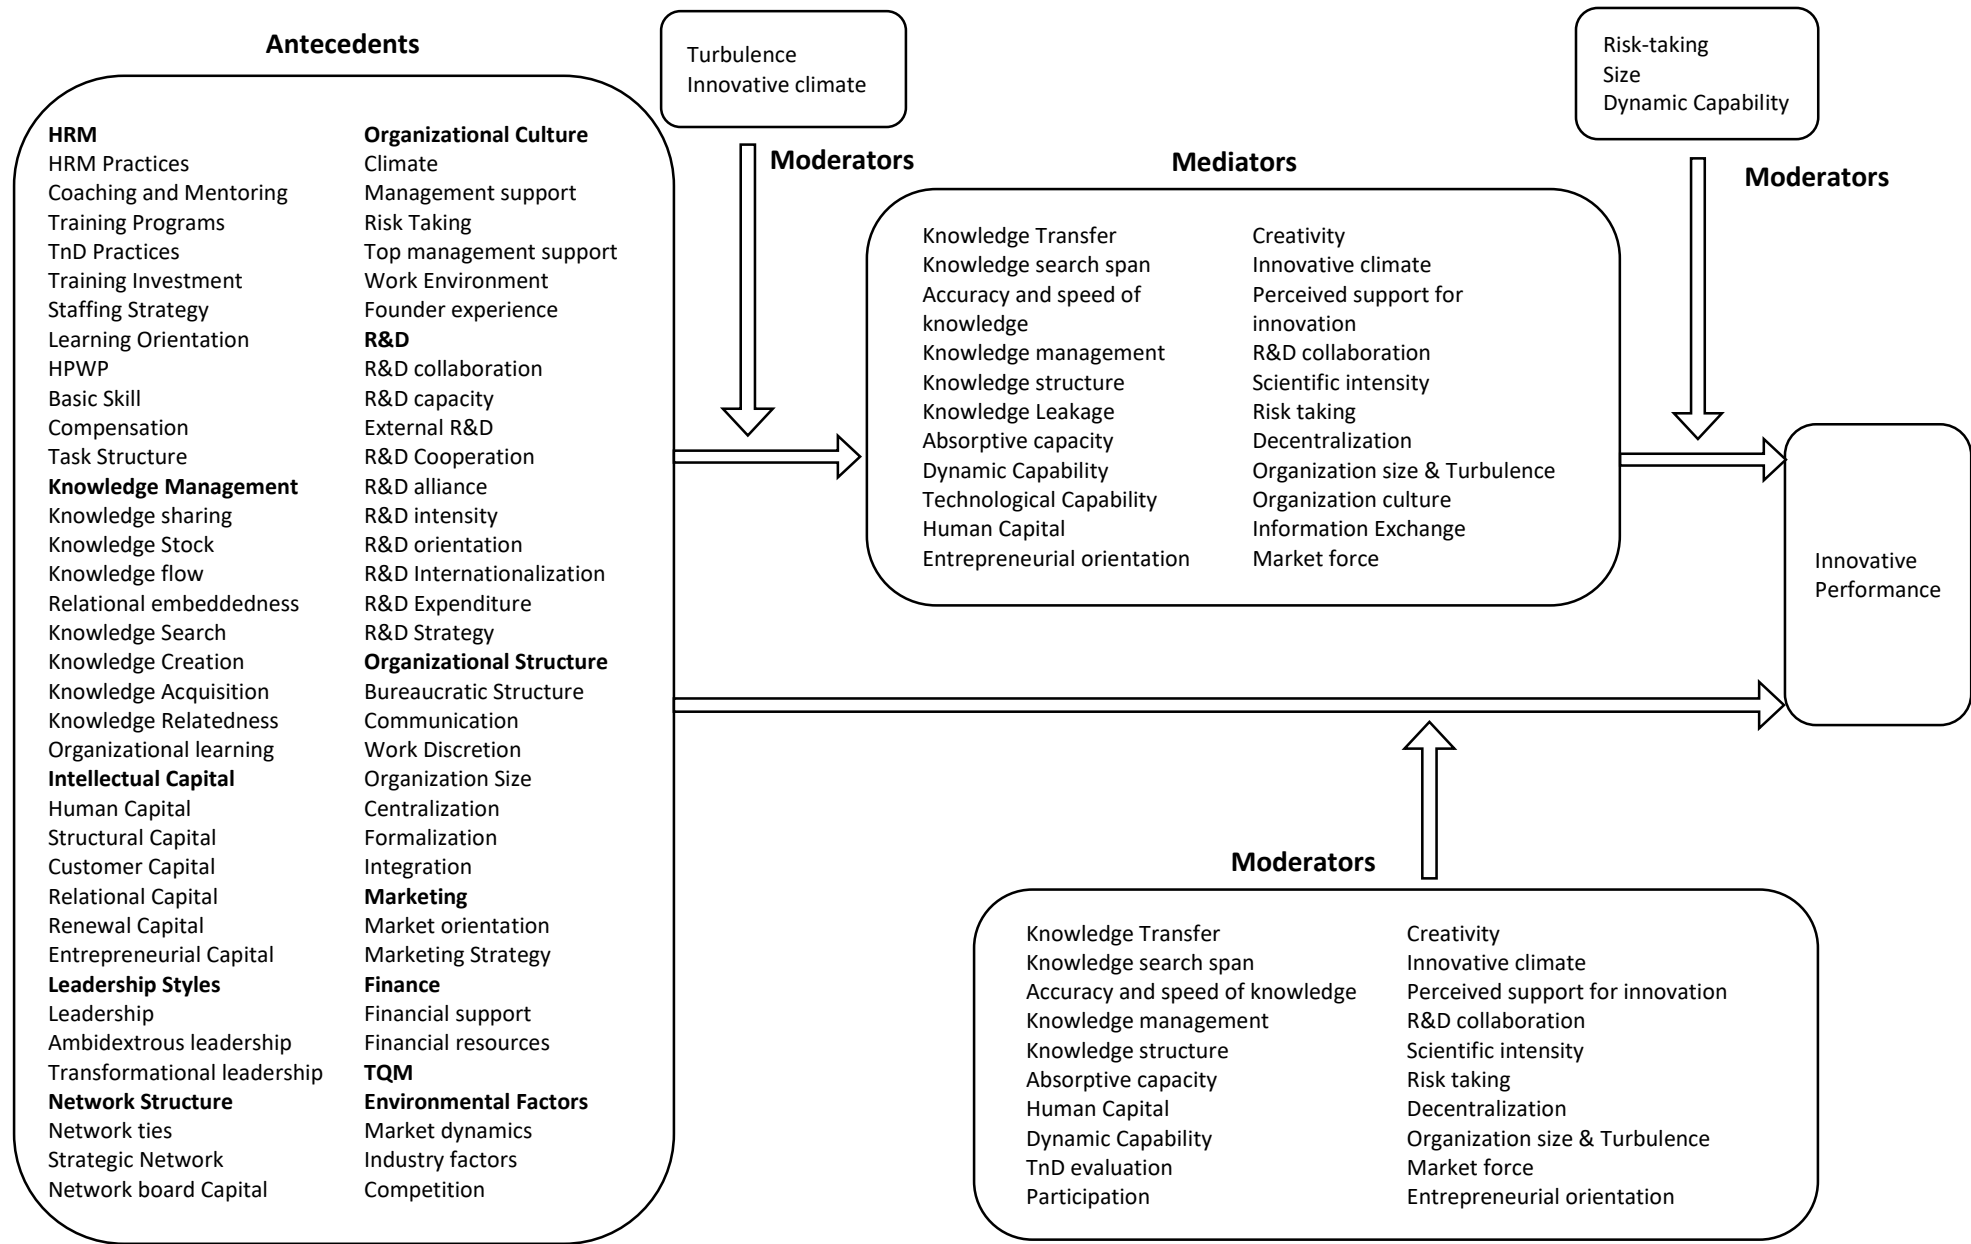 Antecedents
HRM
HRM Practices
Coaching and Mentoring
Training Programs
TnD Practices
Training Investment
Staffing Strategy
Learning Orientation
HPWP
Basic Skill
Compensation
Task Structure
Knowledge Management
Knowledge sharing
Knowledge Stock
Knowledge flow
Relational embeddedness
Knowledge Search
Knowledge Creation
Knowledge Acquisition
Knowledge Relatedness
Organizational learning
Intellectual Capital
Human Capital
Structural Capital
Customer Capital
Relational Capital
Renewal Capital
Entrepreneurial Capital
Leadership Styles
Leadership
Ambidextrous leadership
Transformational leadership
Network Structure
Network ties
Strategic Network
Network board Capital
Organizational Culture
Climate
Management support
Risk Taking
Top management support
Work Environment
Founder experience
R&D
R&D collaboration
R&D capacity
External R&D
R&D Cooperation
R&D alliance
R&D intensity
R&D orientation
R&D Internationalization
R&D Expenditure
R&D Strategy
Organizational Structure
Bureaucratic Structure
Communication
Work Discretion
Organization Size
Centralization
Formalization
Integration
Marketing
Market orientation
Marketing Strategy
Finance
Financial support
Financial resources
TQM
Environmental Factors
Market dynamics
Industry factors
Competition
Turbulence
Innovative climate
Moderators
Mediators
Knowledge Transfer
Knowledge search span
Accuracy and speed of
knowledge
Knowledge management
Knowledge structure
Knowledge Leakage
Absorptive capacity
Dynamic Capability
Technological Capability
Human Capital
Entrepreneurial orientation
Creativity
Innovative climate
Perceived support for
innovation
R&D collaboration
Scientific intensity
Risk taking
Decentralization
Organization size & Turbulence
Organization culture
Information Exchange
Market force
Risk-taking
Size
Dynamic Capability
Moderators
Innovative
Performance
Moderators
Knowledge Transfer
Knowledge search span
Accuracy and speed of knowledge
Knowledge management
Knowledge structure
Absorptive capacity
Human Capital
Dynamic Capability
TnD evaluation
Participation
Creativity
Innovative climate
Perceived support for innovation
R&D collaboration
Scientific intensity
Risk taking
Decentralization
Organization size & Turbulence
Market force
Entrepreneurial orientation